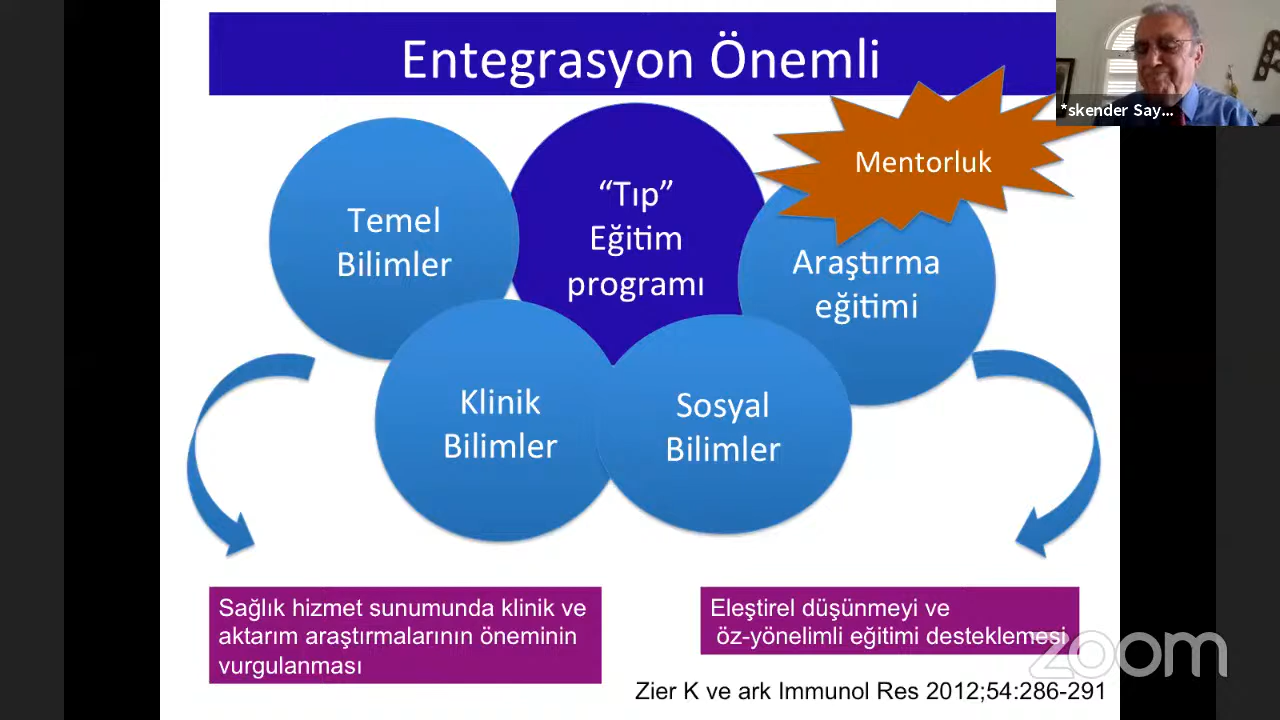 Entegrasyon Önemli
*skender Say...
Mentorluk
"Tıp"
Eğitim
programı
Temel
Bilimler
Araştırma
eğitimi
Klinik
Bilimler
Sosyal
Bilimler
Sağlık hizmet sunumunda klinik ve
aktarım araştırmalarının öneminin
vurgulanması
Eleştirel düşünmeyi ve
öz-yönelimli eğitimi desteklemesi
zoom
Zier K ve ark Immunol Res 2012;54:286-291